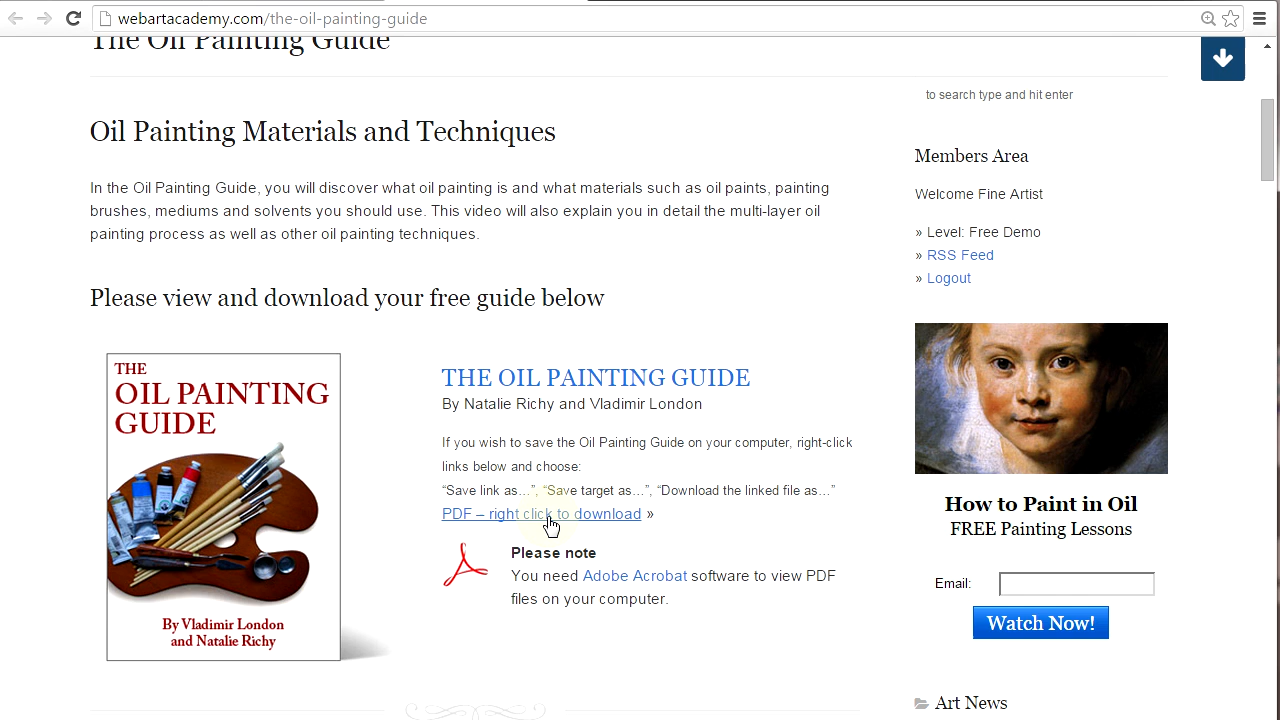 webartacademy.com/the-oil-painting-guide
The Oil Painting Guide
to search type and hit enter
Oil Painting Materials and Techniques
In the Oil Painting Guide, you will discover what oil painting is and what materials such as oil paints, painting
brushes, mediums and solvents you should use. This video will also explain you in detail the multi-layer oil
painting process as well as other oil painting techniques.
Please view and download your free guide below
THE
OIL PAINTING
GUIDE
By Vladimir London
and Natalie Richy
THE OIL PAINTING GUIDE
By Natalie Richy and Vladimir London
If you wish to save the Oil Painting Guide on your computer, right-click
links below and choose:
“Save link as…”, “Save target as…”, “Download the linked file as…”
PDF – right click to download »
Please note
You need Adobe Acrobat software to view PDF
files on your computer.
Members Area
Welcome Fine Artist
» Level: Free Demo
» RSS Feed
» Logout
How to Paint in Oil
FREE Painting Lessons
Email:
Watch Now!
Art News